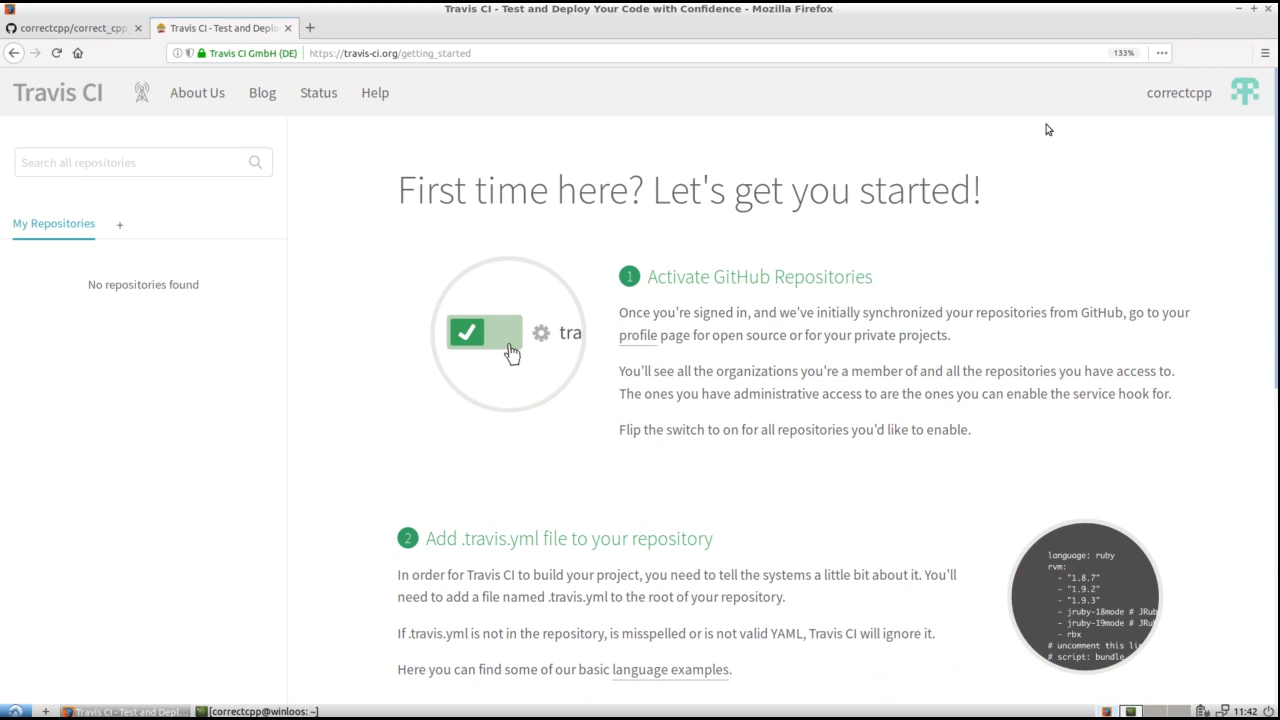 Travis CI - Test and Deploy Your Code with Confidence - Mozilla Firefox
correctcpp/correct_cpp
Travis CI - Test and Deplo
Travis CI GmbH (DE)
https://travis-ci.org/getting_started
133%
Travis CI
About Us
Blog
Status
Help
correctcpp
Search all repositories
My Repositories
+
No repositories found
First time here? Let's get you started!
tra
1 Activate GitHub Repositories
Once you're signed in, and we've initially synchronized your repositories from GitHub, go to your
profile page for open source or for your private projects.
You'll see all the organizations you're a member of and all the repositories you have access to.
The ones you have administrative access to are the ones you can enable the service hook for.
Flip the switch to on for all repositories you'd like to enable.
2 Add .travis.yml file to your repository
In order for Travis CI to build your project, you need to tell the systems a little bit about it. You'll
need to add a file named .travis.yml to the root of your repository.
If .travis.yml is not in the repository, is misspelled or is not valid YAML, Travis CI will ignore it.
Here you can find some of our basic language examples.
language: ruby
rvm:
- "1.8.7"
- "1.9.2"
- "1.9.3"
- jruby-18mode # JRub
- jruby-19mode # JRu
- rbx
# uncomment this li
# script: bundle
Travis CI - Test and Depl...
[correctcpp@winloos: ~]
11:42